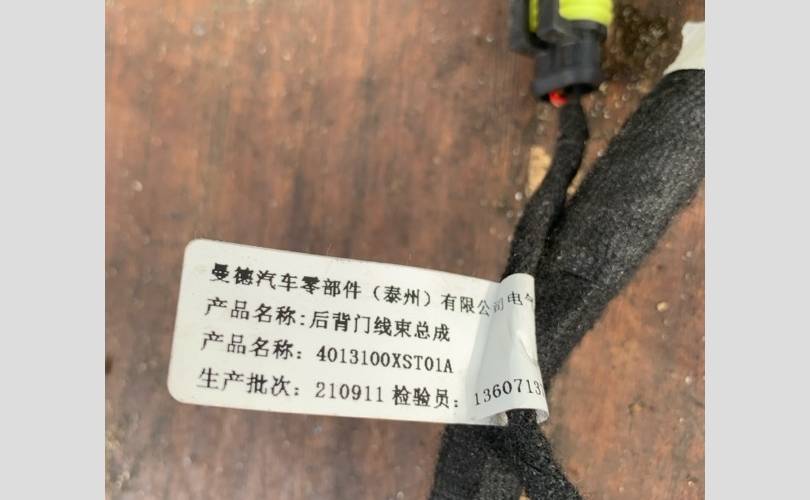 曼德汽车零部件（泰州）有限公司电气
产品名称:后背门线束总成
产品名称：4013100XST01A
生产批次：210911 检验员：1360713